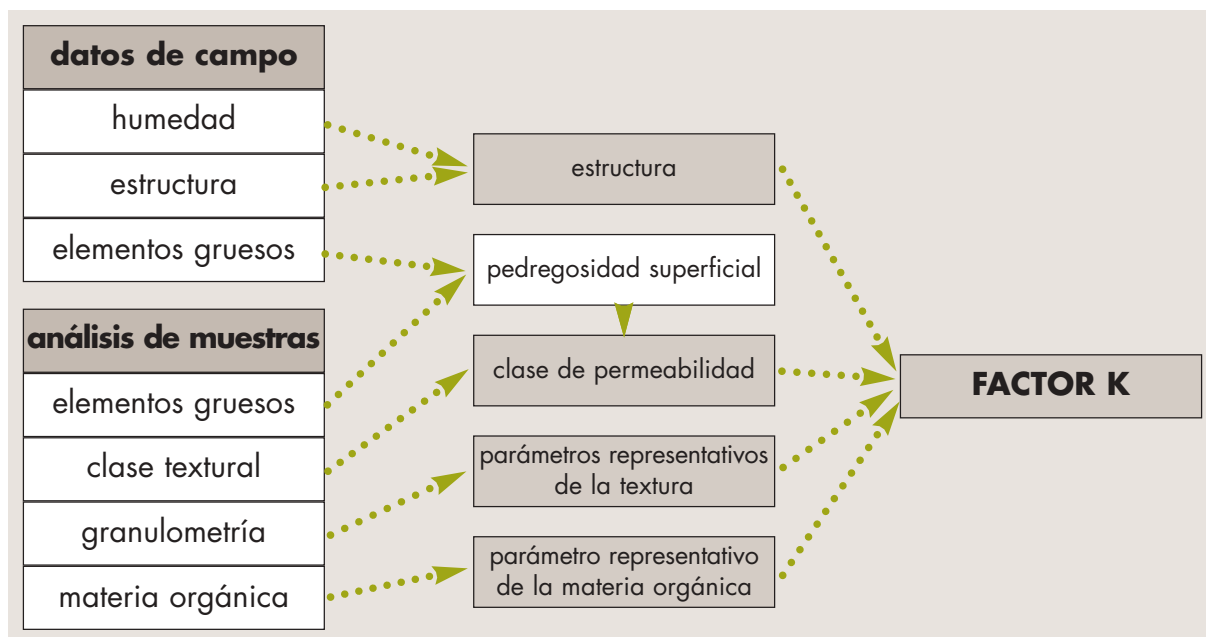 datos de campo
humedad
estructura
elementos gruesos
análisis de muestras
elementos gruesos
clase textural
granulometría
materia orgánica
estructura
pedregosidad superficial
clase de permeabilidad
parámetros representativos
de la textura
parámetro representativo
de la materia orgánica
FACTOR K